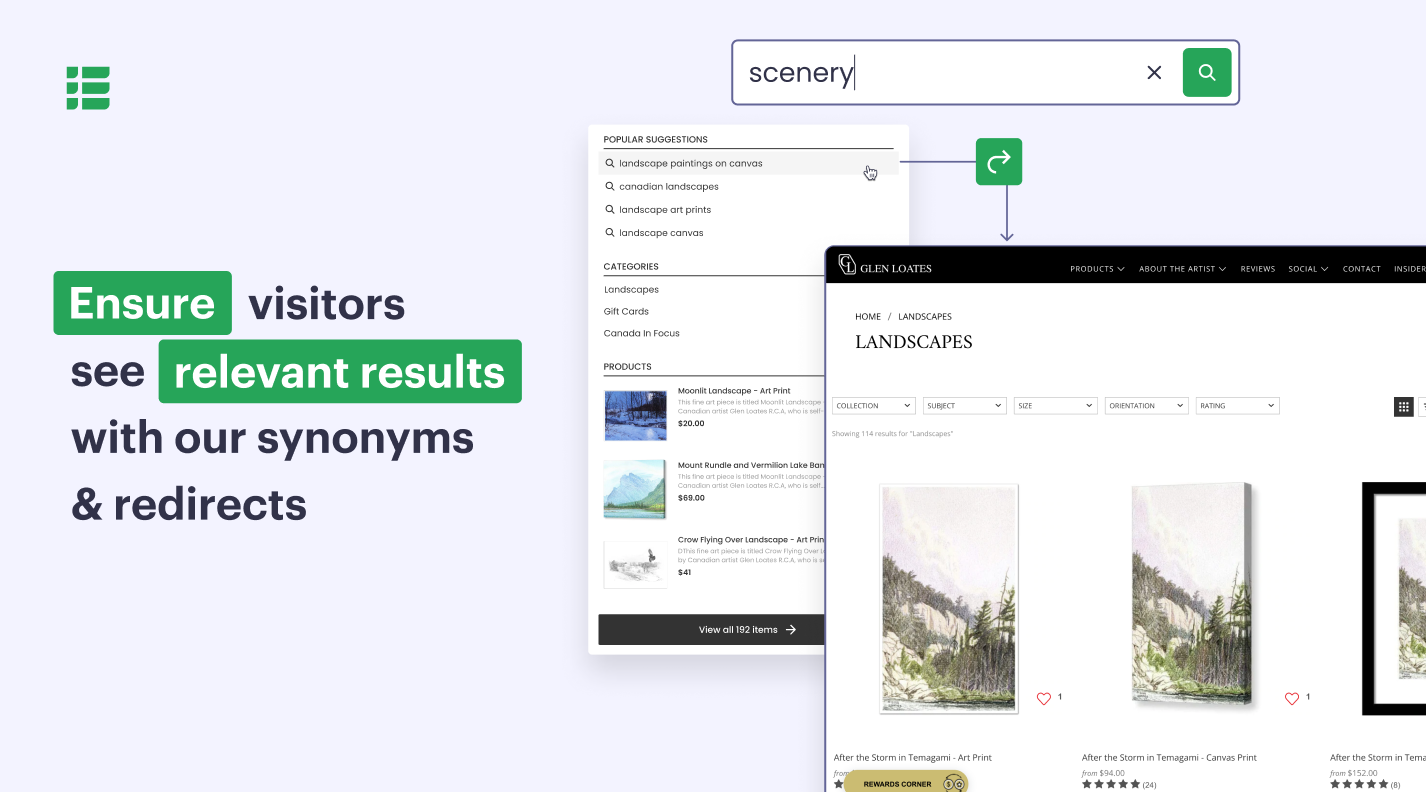 scenery
Ensure visitors
see relevant results
with our synonyms
& redirects
POPULAR SUGGESTIONS
landscape paintings on canvas
canadian landscapes
landscape art prints
landscape canvas
CATEGORIES
Landscapes
Gift Cards
Canada In Focus
PRODUCTS
Moonlit Landscape - Art Print
This fine art piece is titled Moonlit Landscape
Canadian artist Glen Loates R.C.A, who is self-
$20.00
Mount Rundle and Vermilion Lake Ban
This fine art piece is titled Moonlit Landscape -
Canadian artist Glen Loates R.C.A, who is self...
$69.00
Crow Flying Over Landscape - Art Prin
DThis fine art piece is titled Crow Flying Over
by Canadian artist Glen Loates R.C.A, who is
$41
View all 192 items
GLEN LOATES
PRODUCTS ABOUT THE ARTIST REVIEWS SOCIAL CONTACT INSIDER
HOME / LANDSCAPES
LANDSCAPES
COLLECTION SUBJECT SIZE ORIENTATION RATING
Showing 114 results for "Landscapes"
1 1
After the Storm in Temagami - Art Print After the Storm in Temagami - Canvas Print After the Storm in Tema
from from $94.00 from $152.00
(24) (8)
REWARDS CORNER